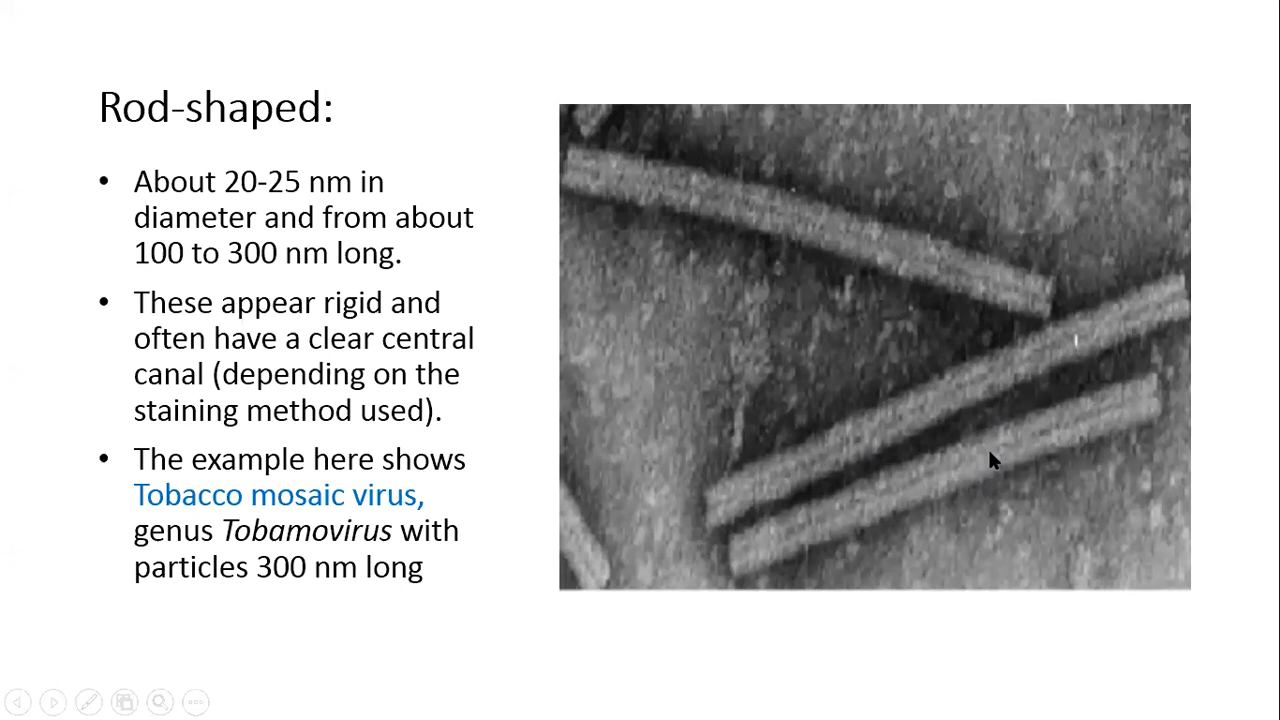 Rod-shaped:
• About 20-25 nm in
diameter and from about
100 to 300 nm long.
• These appear rigid and
often have a clear central
canal (depending on the
staining method used).
• The example here shows
Tobacco mosaic virus,
genus Tobamovirus with
particles 300 nm long